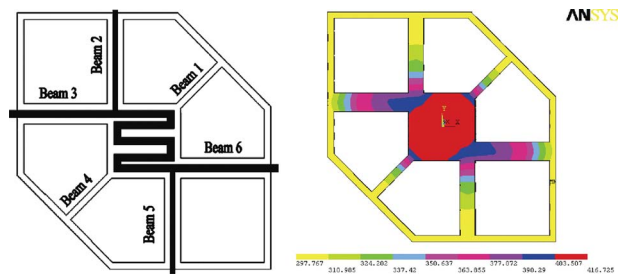 Beam 2
Beam 1
Beam 3
Beam 6
Beam 4
Beam 5
ANSYS
Y
X Z
297.767 324.202 350.637 377.072 403.507
310.985 337.42 363.855 390.29 416.725